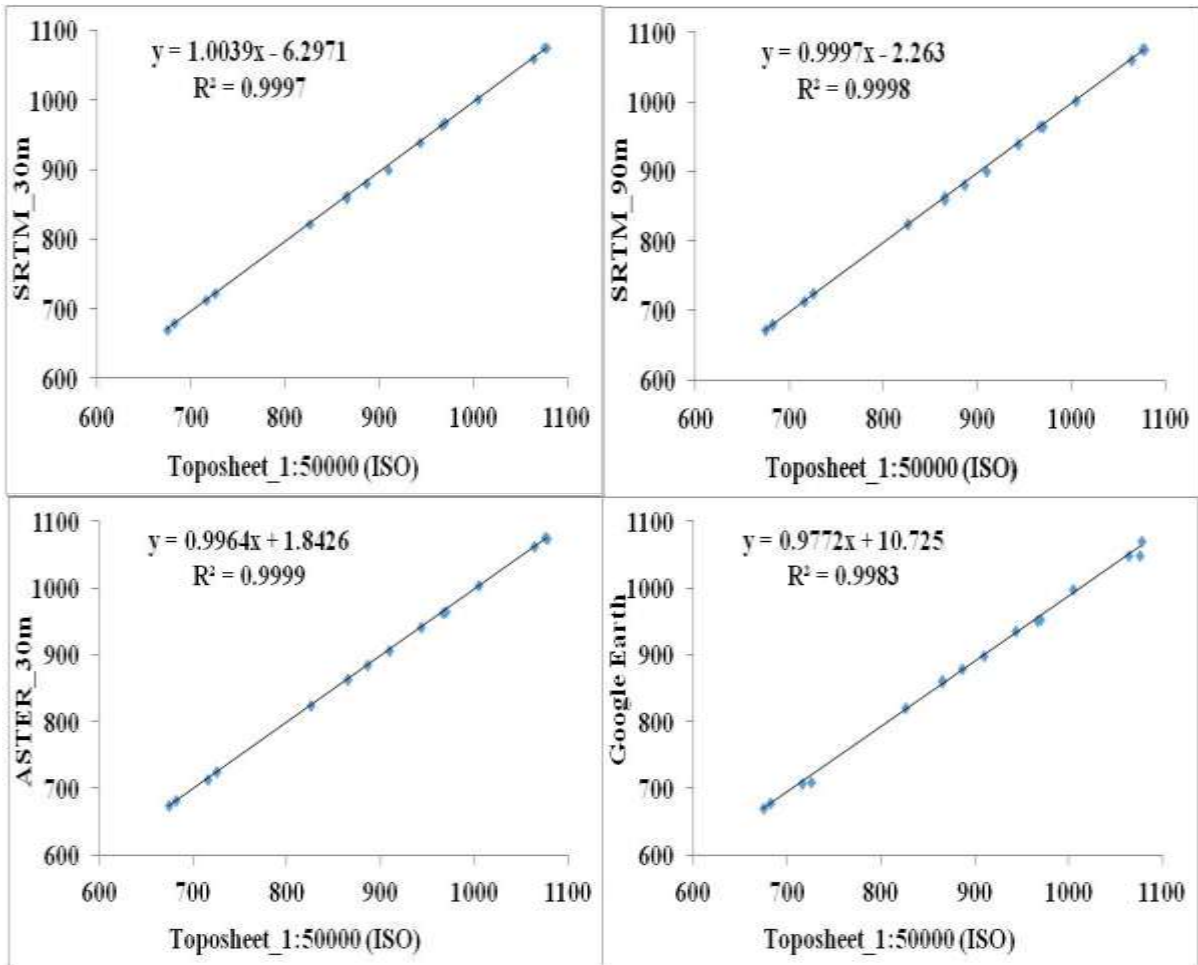 1100
1000
900
800
700
600
y = 1.0039x - 6.2971
R² = 0.9997
SRTM_30m
600 700 800 900 1000 1100
Toposheet_1:50000 (ISO)
1100
1000
900
800
700
600
y = 0.9997x - 2.263
R² = 0.9998
SRTM_90m
600 700 800 900 1000 1100
Toposheet_1:50000 (ISO)
1100
1000
900
800
700
600
y = 0.9964x + 1.8426
R² = 0.9999
ASTER_30m
600 700 800 900 1000 1100
Toposheet_1:50000 (ISO)
1100
1000
900
800
700
600
y = 0.9772x + 10.725
R² = 0.9983
Google Earth
600 700 800 900 1000 1100
Toposheet_1:50000 (ISO)